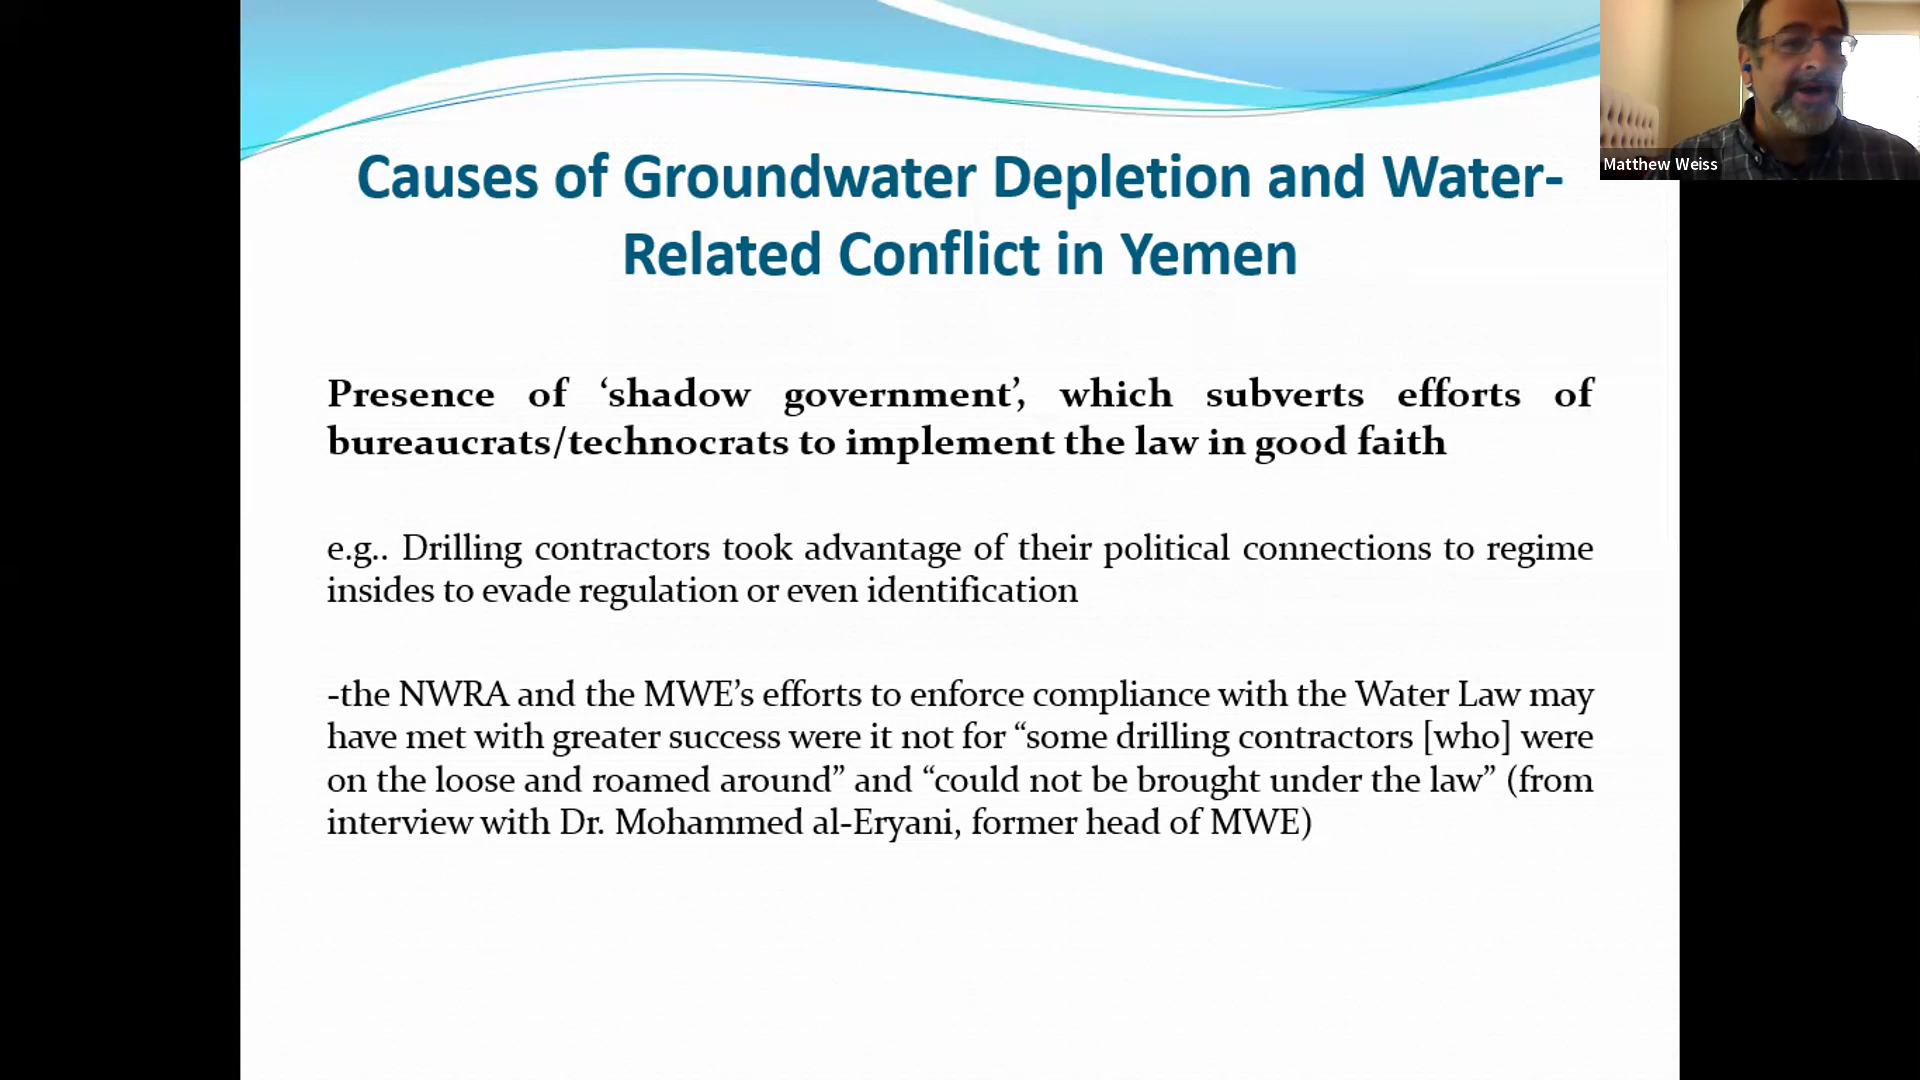 Causes of Groundwater Depletion and Water-
Related Conflict in Yemen
Matthew Weiss
Presence of ‘shadow government’, which subverts efforts of
bureaucrats/technocrats to implement the law in good faith
e.g.. Drilling contractors took advantage of their political connections to regime
insides to evade regulation or even identification
-the NWRA and the MWE’s efforts to enforce compliance with the Water Law may
have met with greater success were it not for “some drilling contractors [who] were
on the loose and roamed around” and “could not be brought under the law” (from
interview with Dr. Mohammed al-Eryani, former head of MWE)